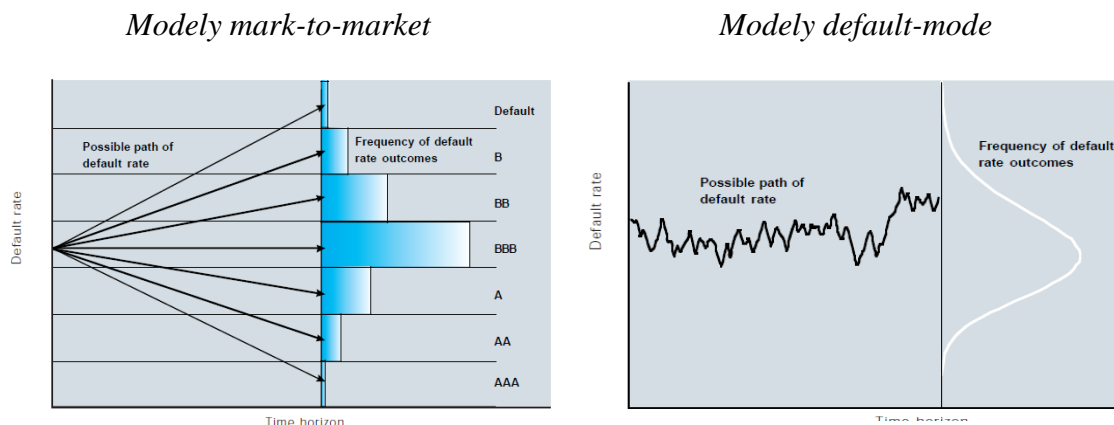 Modely mark-to-market
Default rate
Possible path of
default rate
Frequency of default
rate outcomes
Default
B
BB
BBB
A
AA
AAA
Time horizon
Modely default-mode
Default rate
Possible path of
default rate
Frequency of default
rate outcomes
Time horizon